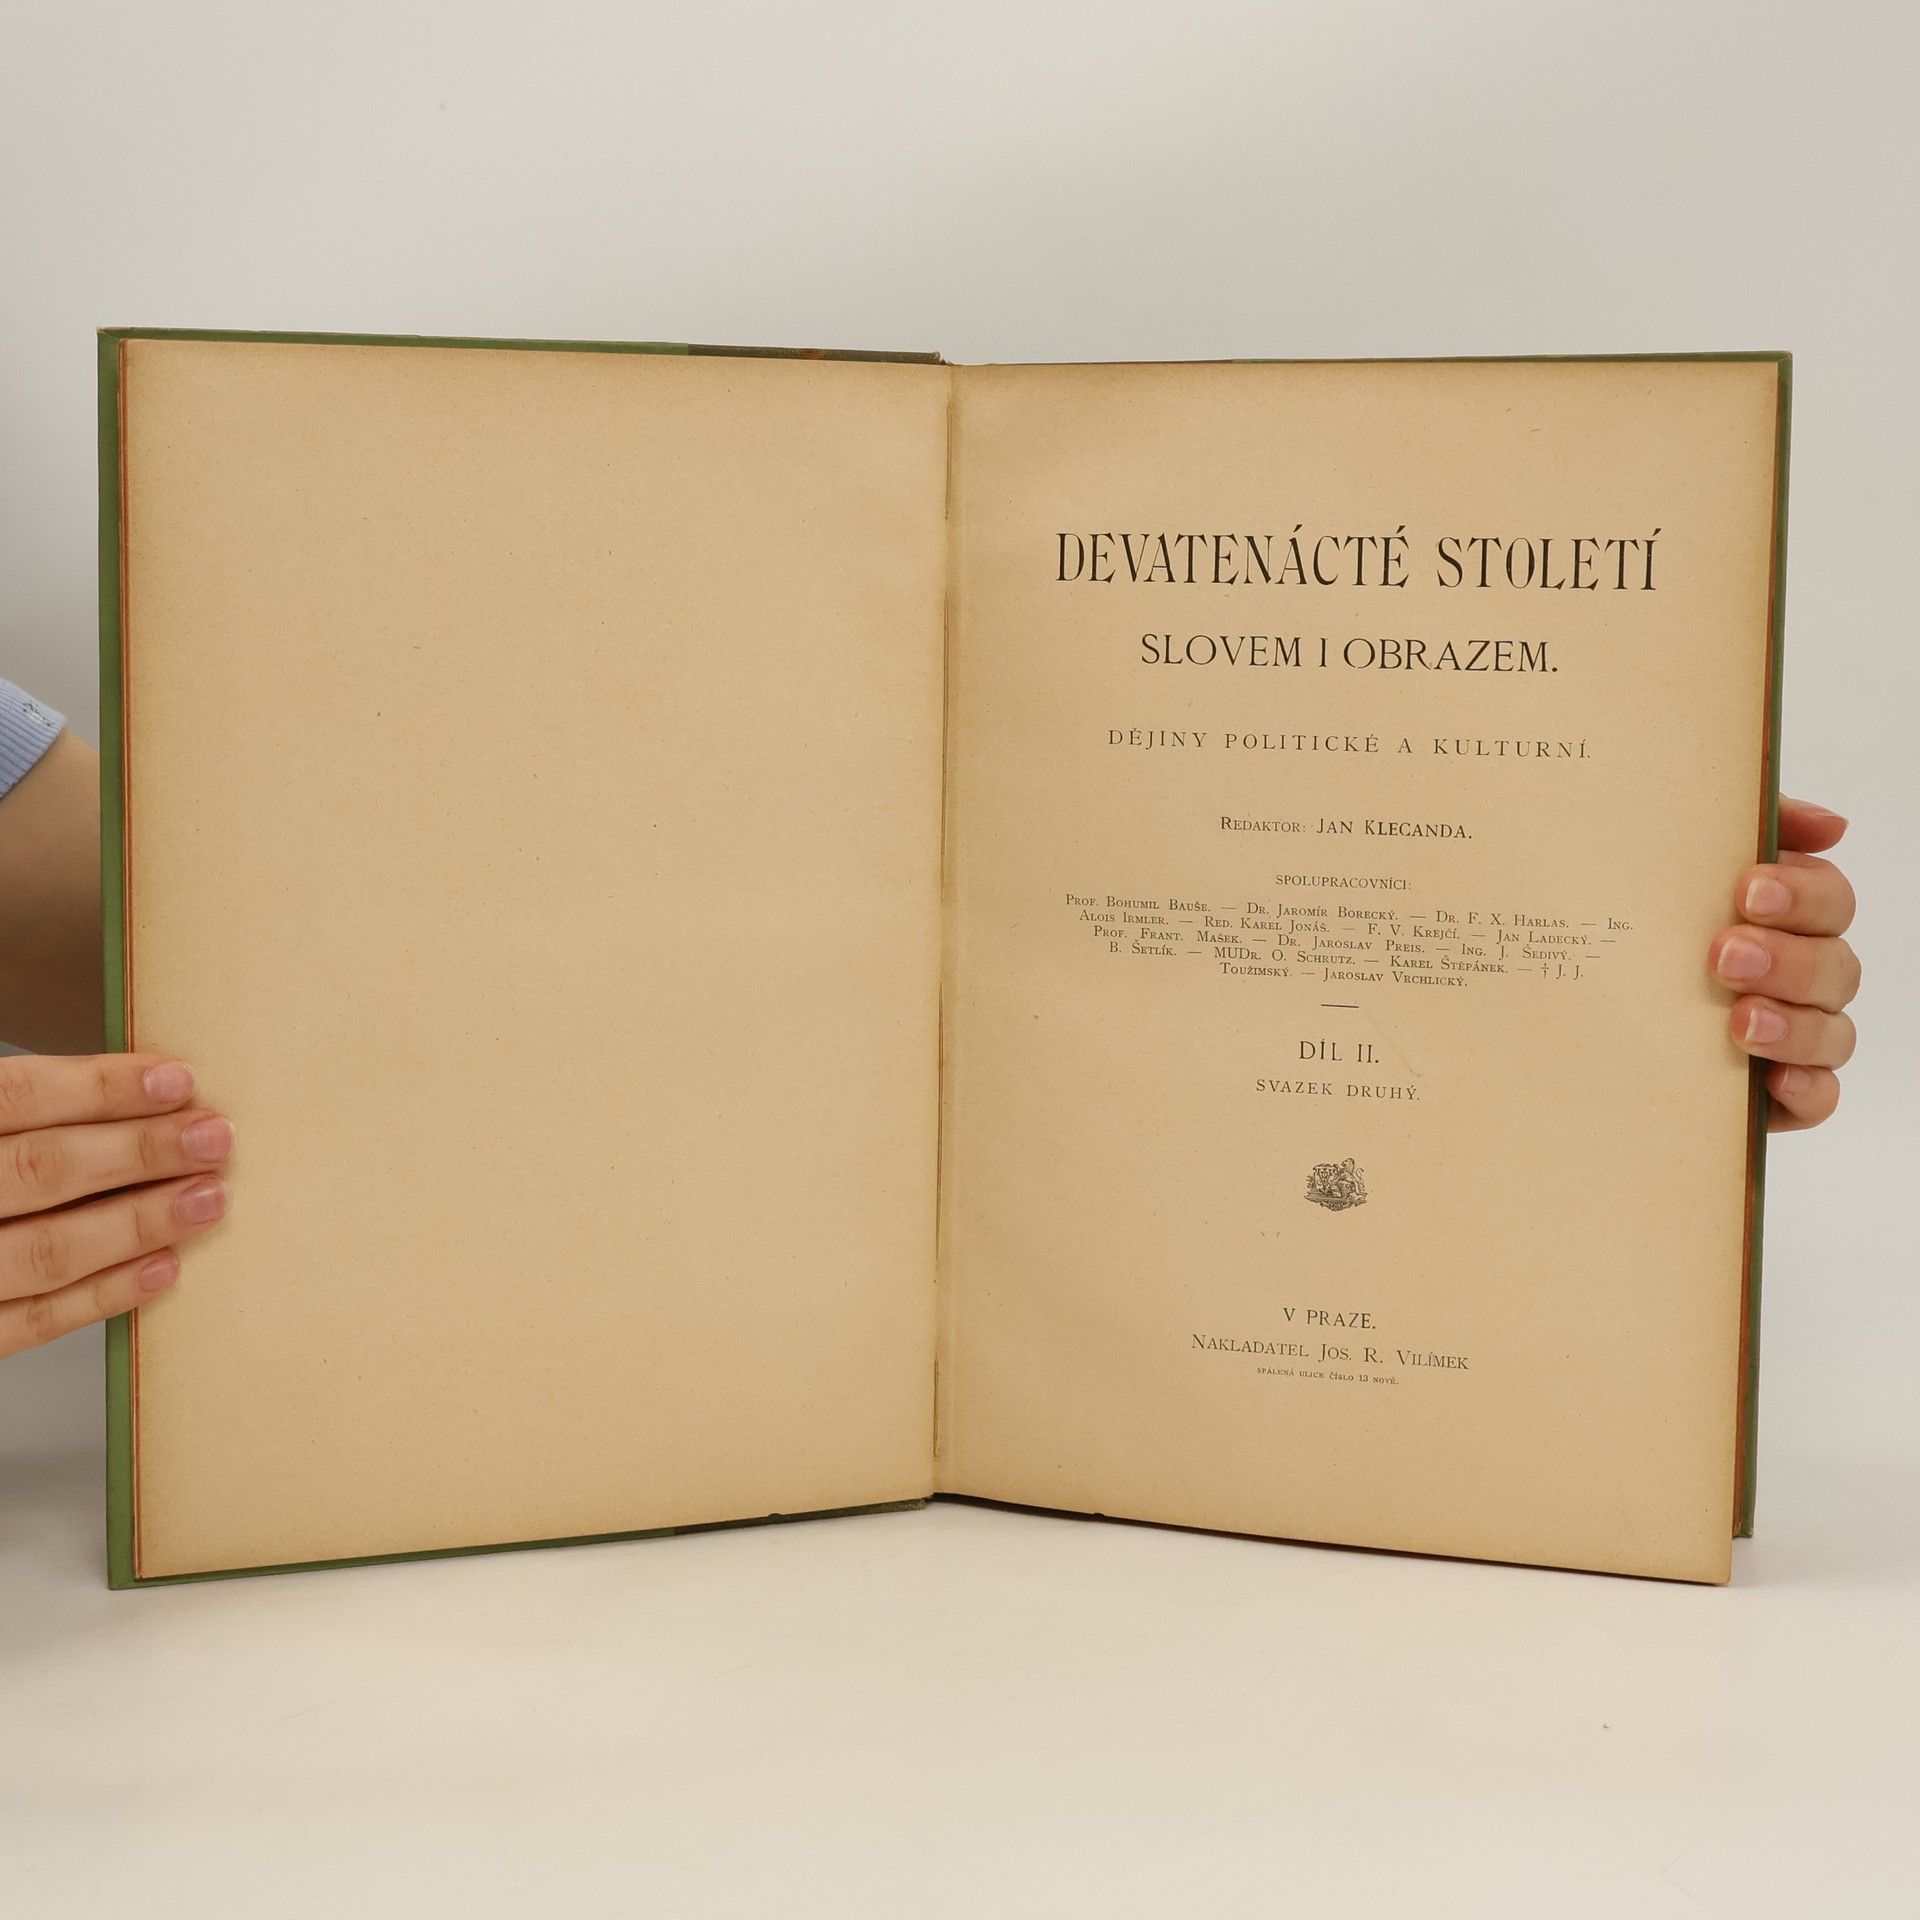 DEVATENÁCTÉ STOLETÍ
SLOVEM I OBRAZEM.
DĚJINY POLITICKÉ A KULTURNÍ.
REDAKTOR: JAN KLECANDA.
SPOLUPRACOVNÍCI:
PROF. BOHUMIL BAUŠE. — DR. JAROMÍR BORECKÝ. — DR. F. X. HARLAS. — ING.
ALOIS IRMLER. — RED. KAREL JONÁŠ. — F. V. KREJČÍ. — JAN LADECKÝ. —
PROF. FRANT. MAŠEK. — DR. JAROSLAV PREIS. — ING. J. ŠEDIVÝ. —
B. ŠETLÍK. — MUDR. O. SCHRUTZ. — KAREL ŠTĚPÁNEK. — † J. J.
TOUŽIMSKÝ. — JAROSLAV VRCHLICKÝ.
DÍL II.
SVAZEK DRUHÝ.
V PRAZE.
NAKLADATEL JOS. R. VILÍMEK
SPÁLENÁ ULICE ČÍSLO 13 NOVÉ.